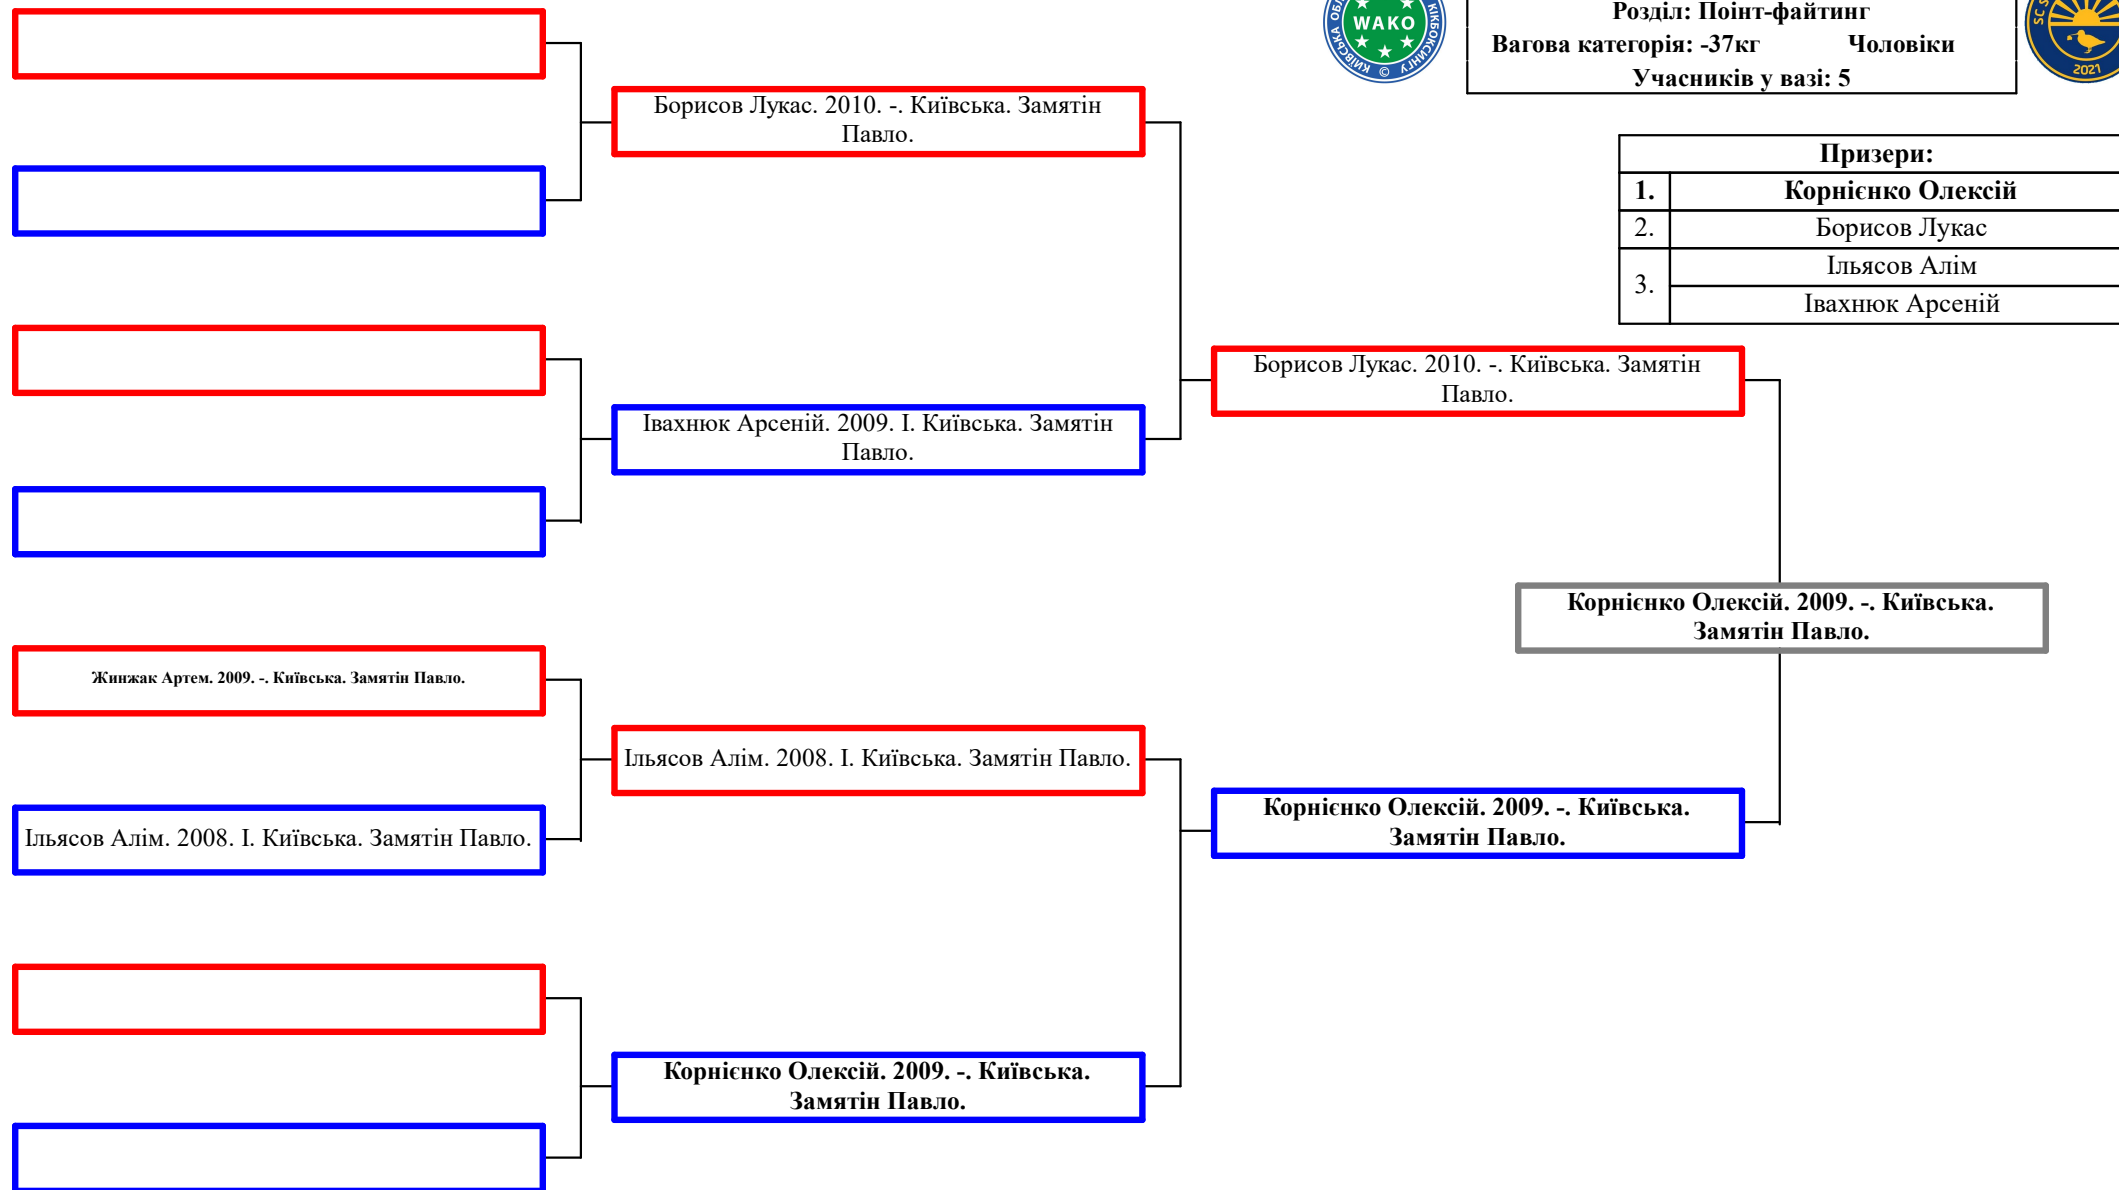 WAKO
КИЇВСЬКА ОБЛ
КІКБОКСИНГУ ©
Розділ: Поінт-файтинг
Вагова категорія: -37кг Чоловіки
Учасників у вазі: 5
SC S
2021
Призери:
1. Корнієнко Олексій
2. Борисов Лукас
3. Ільясов Алім
Івахнюк Арсеній
Борисов Лукас. 2010. -. Київська. Замятін
Павло.
Івахнюк Арсеній. 2009. І. Київська. Замятін
Павло.
Борисов Лукас. 2010. -. Київська. Замятін
Павло.
Корнієнко Олексій. 2009. -. Київська.
Замятін Павло.
Жинжак Артем. 2009. -. Київська. Замятін Павло.
Ільясов Алім. 2008. І. Київська. Замятін Павло.
Ільясов Алім. 2008. І. Київська. Замятін Павло.
Корнієнко Олексій. 2009. -. Київська.
Замятін Павло.
Корнієнко Олексій. 2009. -. Київська.
Замятін Павло.